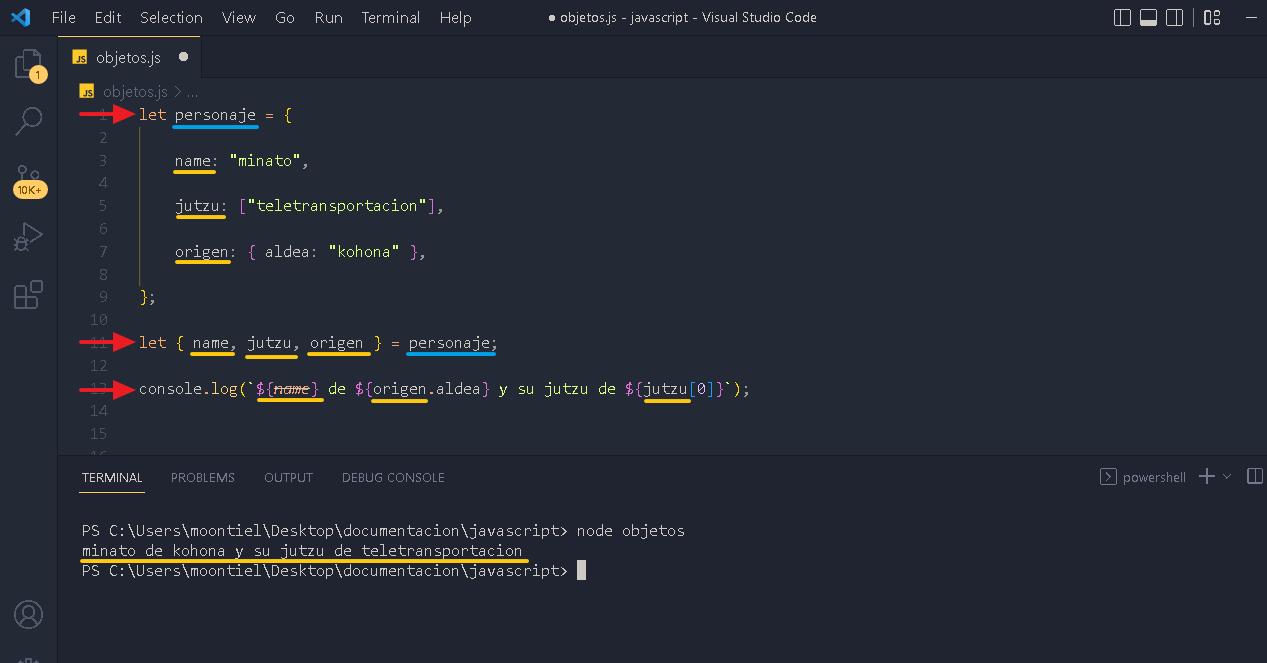 File Edit Selection View Go Run Terminal Help ● objetos.js - javascript - Visual Studio Code
JS objetos.js ●
1
JS objetos.js > ...
1 let personaje = {
2
3 name: "minato",
4
5 jutzu: ["teletransportacion"],
6
7 origen: { aldea: "kohona" },
8
9 };
10
11 let { name, jutzu, origen } = personaje;
12
13 console.log(`${name} de ${origen.aldea} y su jutzu de ${jutzu[0]}`);
14
15
16
10K+
TERMINAL PROBLEMS OUTPUT DEBUG CONSOLE powershell
PS C:\Users\moontiel\Desktop\documentacion\javascript> node objetos
minato de kohona y su jutzu de teletransportacion
PS C:\Users\moontiel\Desktop\documentacion\javascript>